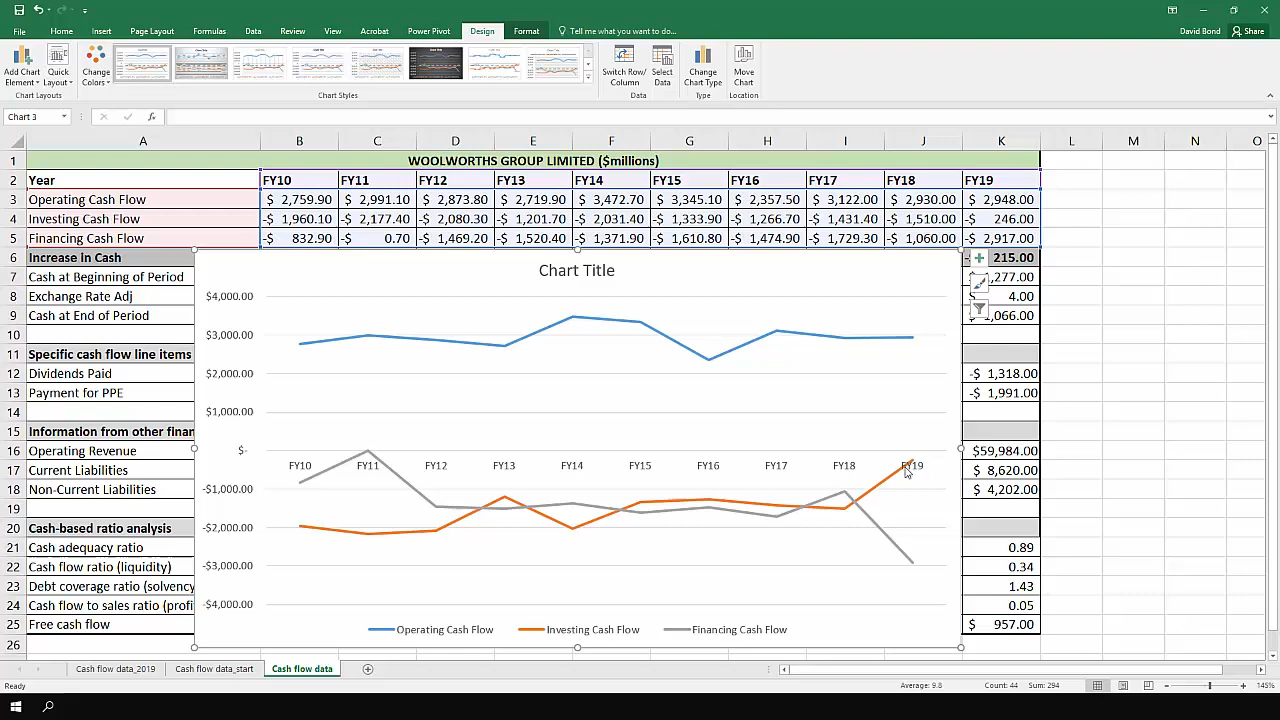 File Home Insert Page Layout Formulas Data Review View Acrobat Power Pivot Design Format Tell me what you want to do... David Bond Share
Add Chart Element Quick Layout Change Colors Switch Row/Column Select Data Change Chart Type Move Chart
Chart Layouts Chart Styles Data Type Location
Chart 3 fx
A B C D E F G H I J K L M N O
1 WOOLWORTHS GROUP LIMITED ($millions)
2 Year FY10 FY11 FY12 FY13 FY14 FY15 FY16 FY17 FY18 FY19
3 Operating Cash Flow $ 2,759.90 $ 2,991.10 $ 2,873.80 $ 2,719.90 $ 3,472.70 $ 3,345.10 $ 2,357.50 $ 3,122.00 $ 2,930.00 $ 2,948.00
4 Investing Cash Flow -$ 1,960.10 -$ 2,177.40 -$ 2,080.30 -$ 1,201.70 -$ 2,031.40 -$ 1,333.90 -$ 1,266.70 -$ 1,431.40 -$ 1,510.00 -$ 246.00
5 Financing Cash Flow -$ 832.90 -$ 0.70 -$ 1,469.20 -$ 1,520.40 -$ 1,371.90 -$ 1,610.80 -$ 1,474.90 -$ 1,729.30 -$ 1,060.00 -$ 2,917.00
6 Increase in Cash 215.00
7 Cash at Beginning of Period ,277.00
8 Exchange Rate Adj 4.00
9 Cash at End of Period ,066.00
10
11 Specific cash flow line items
12 Dividends Paid -$ 1,318.00
13 Payment for PPE -$ 1,991.00
14
15 Information from other finan
16 Operating Revenue $59,984.00
17 Current Liabilities $ 8,620.00
18 Non-Current Liabilities $ 4,202.00
19
20 Cash-based ratio analysis
21 Cash adequacy ratio 0.89
22 Cash flow ratio (liquidity) 0.34
23 Debt coverage ratio (solvency 1.43
24 Cash flow to sales ratio (profi 0.05
25 Free cash flow $ 957.00
26
Chart Title
$4,000.00
$3,000.00
$2,000.00
$1,000.00
$-
FY10 FY11 FY12 FY13 FY14 FY15 FY16 FY17 FY18 FY19
-$1,000.00
-$2,000.00
-$3,000.00
-$4,000.00
Operating Cash Flow Investing Cash Flow Financing Cash Flow
Cash flow data_2019 Cash flow data_start Cash flow data
Ready Average: 9.8 Count: 44 Sum: 294 145%